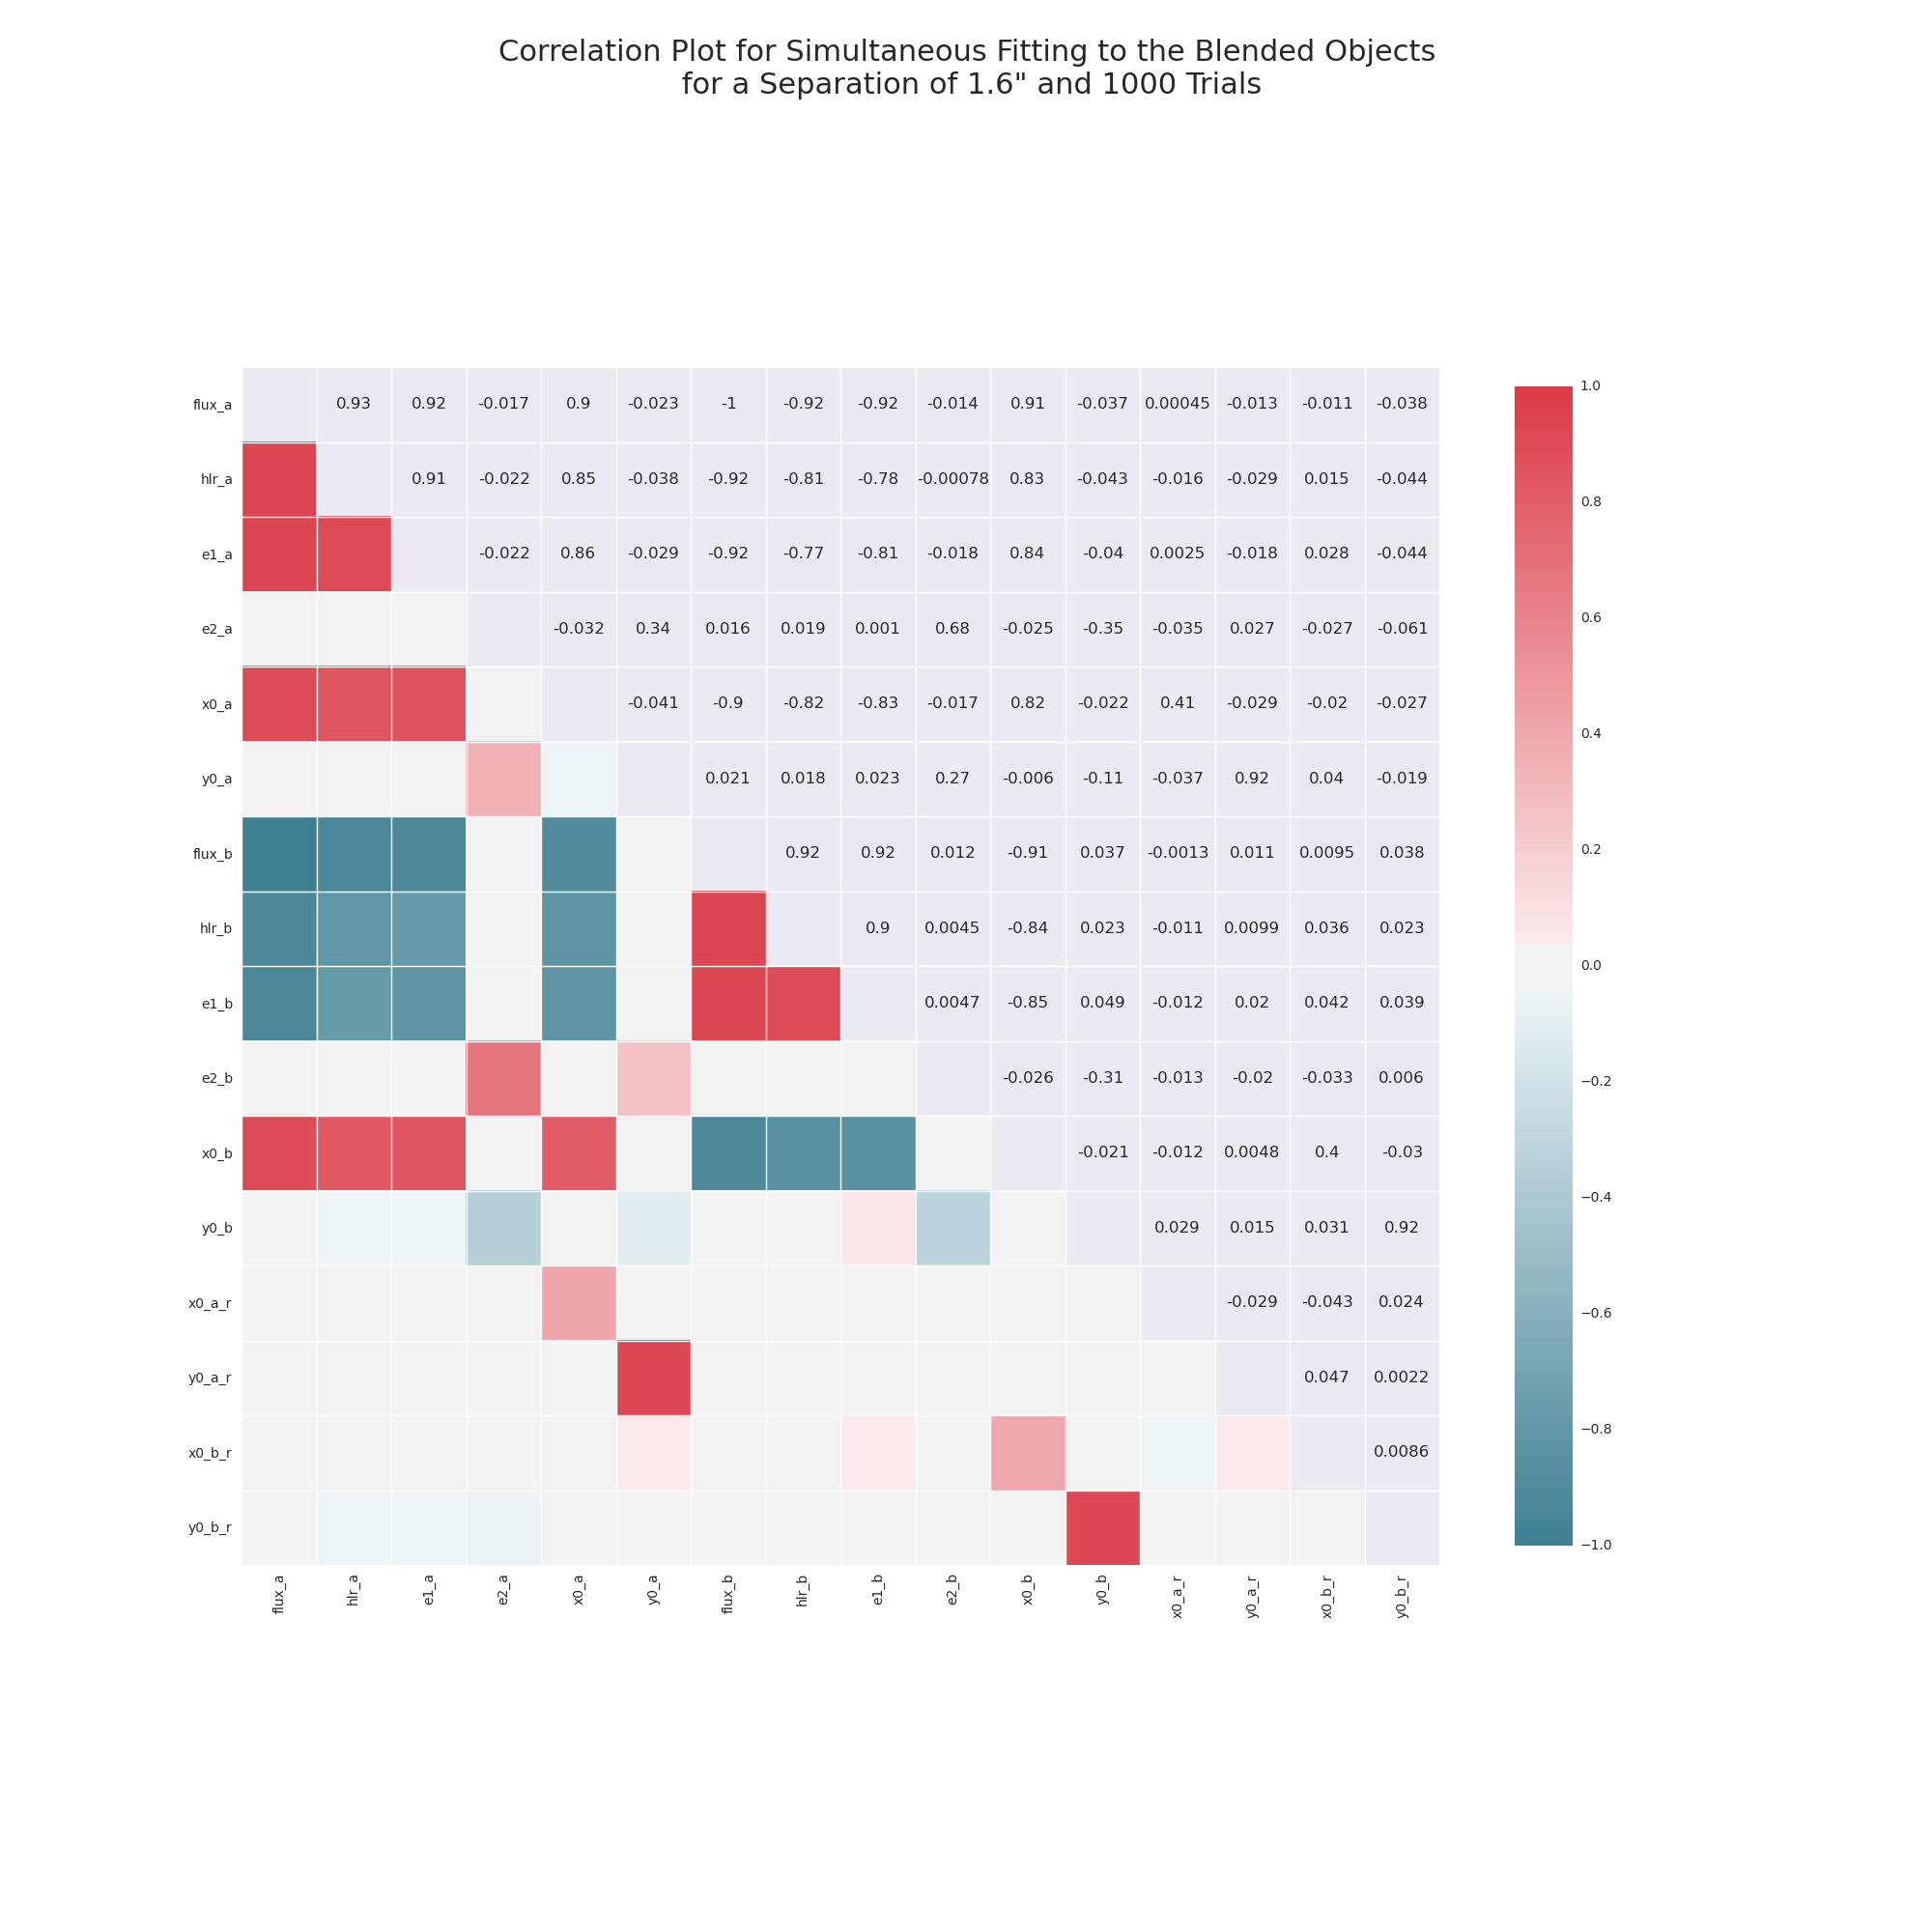 Correlation Plot for Simultaneous Fitting to the Blended Objects
for a Separation of 1.6" and 1000 Trials
flux_a 0.93 0.92 -0.017 0.9 -0.023 -1 -0.92 -0.92 -0.014 0.91 -0.037 0.00045 -0.013 -0.011 -0.038
hlr_a 0.91 -0.022 0.85 -0.038 -0.92 -0.81 -0.78 -0.00078 0.83 -0.043 -0.016 -0.029 0.015 -0.044
e1_a -0.022 0.86 -0.029 -0.92 -0.77 -0.81 -0.018 0.84 -0.04 0.0025 -0.018 0.028 -0.044
e2_a -0.032 0.34 0.016 0.019 0.001 0.68 -0.025 -0.35 -0.035 0.027 -0.027 -0.061
x0_a -0.041 -0.9 -0.82 -0.83 -0.017 0.82 -0.022 0.41 -0.029 -0.02 -0.027
y0_a 0.021 0.018 0.023 0.27 -0.006 -0.11 -0.037 0.92 0.04 -0.019
flux_b 0.92 0.92 0.012 -0.91 0.037 -0.0013 0.011 0.0095 0.038
hlr_b 0.9 0.0045 -0.84 0.023 -0.011 0.0099 0.036 0.023
e1_b 0.0047 -0.85 0.049 -0.012 0.02 0.042 0.039
e2_b -0.026 -0.31 -0.013 -0.02 -0.033 0.006
x0_b -0.021 -0.012 0.0048 0.4 -0.03
y0_b 0.029 0.015 0.031 0.92
x0_a_r -0.029 -0.043 0.024
y0_a_r 0.047 0.0022
x0_b_r 0.0086
y0_b_r
flux_a hlr_a e1_a e2_a x0_a y0_a flux_b hlr_b e1_b e2_b x0_b y0_b x0_a_r y0_a_r x0_b_r y0_b_r
1.0
0.8
0.6
0.4
0.2
0.0
−0.2
−0.4
−0.6
−0.8
−1.0